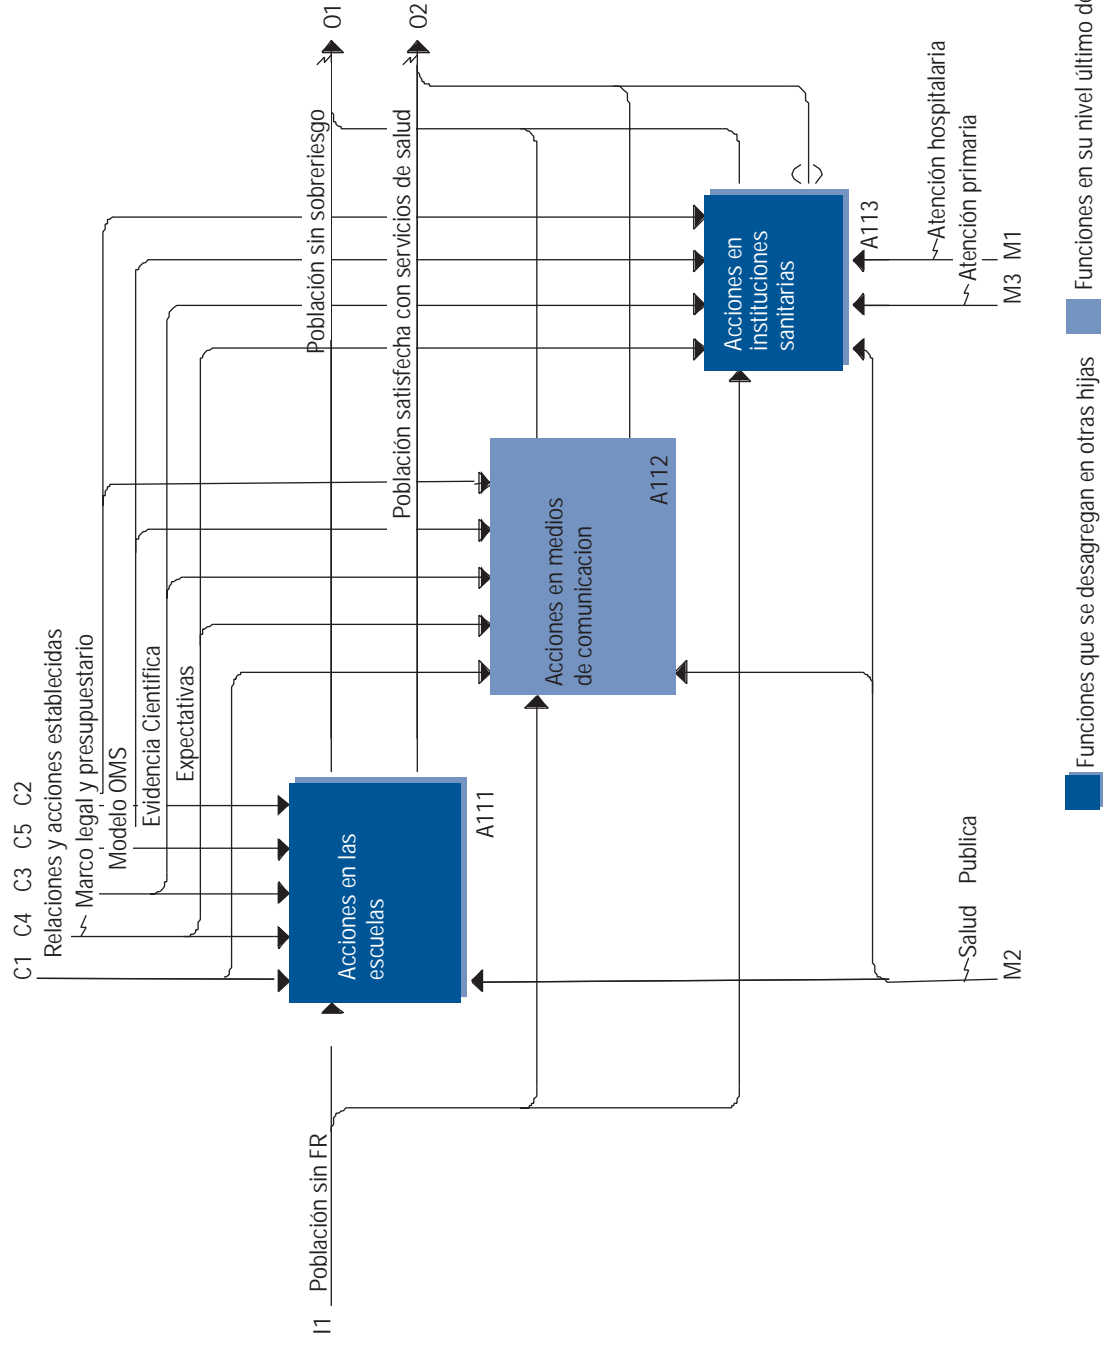 C1 C4 C3 C5 C2
Relaciones y acciones establecidas
Marco legal y presupuestario
Modelo OMS
Evidencia Científica
Expectativas
I1
Población sin FR
Acciones en las
escuelas
A111
Acciones en medios
de comunicacion
A112
Acciones en
instituciones
sanitarias
A113
Población sin sobreriesgo
O1
Población satisfecha con servicios de salud
O2
Salud Publica
M2
Atención hospitalaria
Atención primaria
M3 M1
Funciones que se desagregan en otras hijas
Funciones en su nivel último de